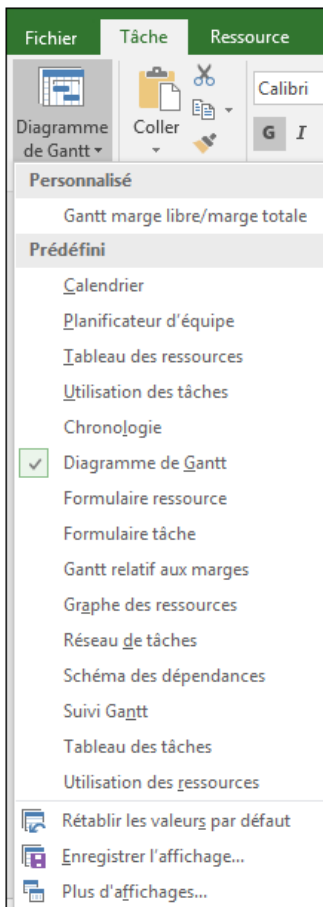 Fichier Tâche Ressource
Calibri
Diagramme de Gantt
Coller
G I
Personnalisé
Gantt marge libre/marge totale
Prédéfini
Calendrier
Planificateur d'équipe
Tableau des ressources
Utilisation des tâches
Chronologie
Diagramme de Gantt
Formulaire ressource
Formulaire tâche
Gantt relatif aux marges
Graphe des ressources
Réseau de tâches
Schéma des dépendances
Suivi Gantt
Tableau des tâches
Utilisation des ressources
Rétablir les valeurs par défaut
Enregistrer l'affichage...
Plus d'affichages...